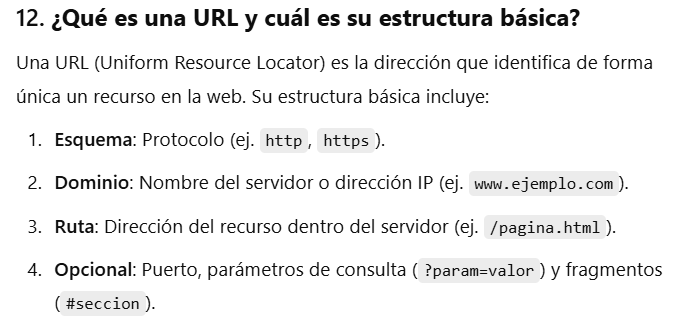 12. ¿Qué es una URL y cuál es su estructura básica?
Una URL (Uniform Resource Locator) es la dirección que identifica de forma
única un recurso en la web. Su estructura básica incluye:
1. Esquema: Protocolo (ej. http, https).
2. Dominio: Nombre del servidor o dirección IP (ej. www.ejemplo.com).
3. Ruta: Dirección del recurso dentro del servidor (ej. /pagina.html).
4. Opcional: Puerto, parámetros de consulta (?param=valor) y fragmentos
(#seccion).